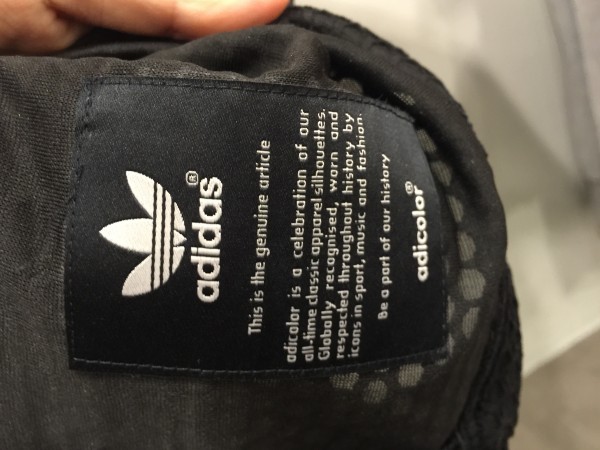 adidas®
This is the genuine article
adicolor is a celebration of our
all-time classic apparel silhouettes.
Globally recognised, worn and
respected throughout history by
icons in sport, music and fashion.
Be a part of our history
adicolor®